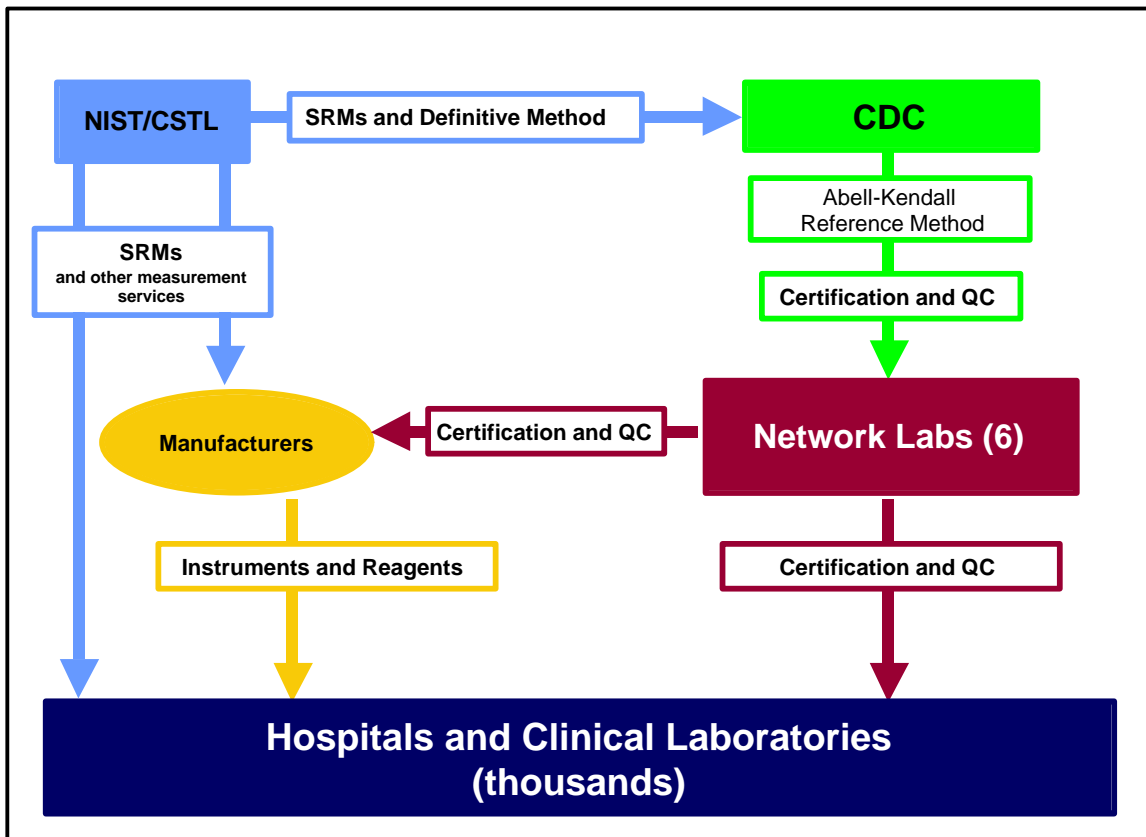 NIST/CSTL
SRMs and Definitive Method
CDC
Abell-Kendall
Reference Method
SRMs
and other measurement
services
Certification and QC
Manufacturers
Certification and QC
Network Labs (6)
Instruments and Reagents
Certification and QC
Hospitals and Clinical Laboratories
(thousands)